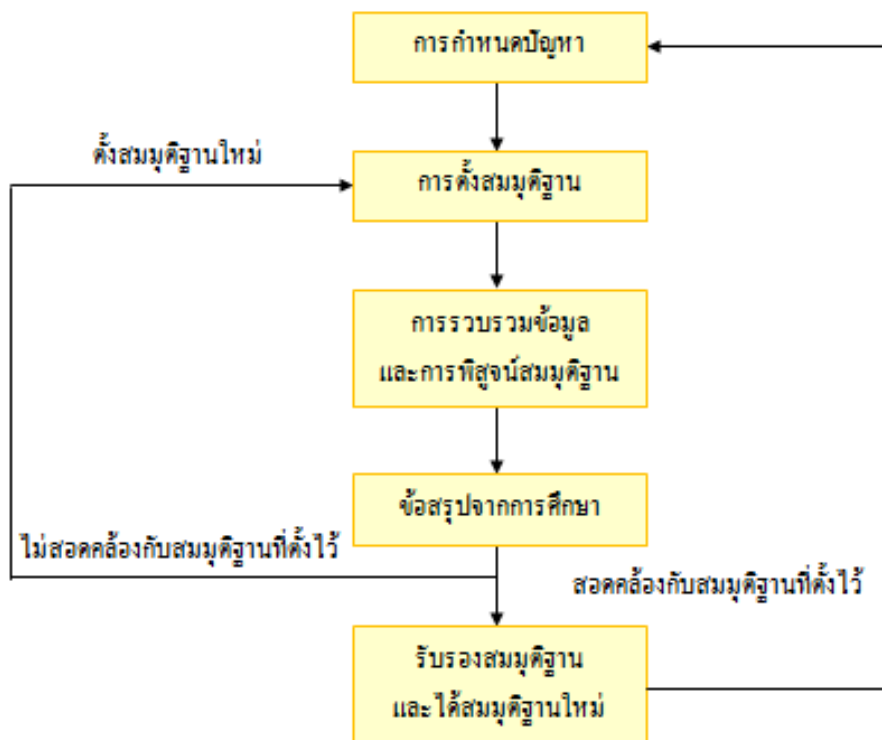 การกำหนดปัญหา
ตั้งสมมุติฐานใหม่
การตั้งสมมุติฐาน
การรวบรวมข้อมูล
และการพิสูจน์สมมุติฐาน
ข้อสรุปจากการศึกษา
ไม่สอดคล้องกับสมมุติฐานที่ตั้งไว้
สอดคล้องกับสมมุติฐานที่ตั้งไว้
รับรองสมมุติฐาน
และได้สมมุติฐานใหม่